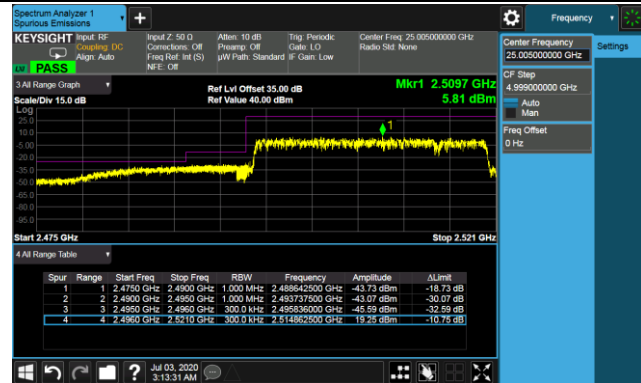 Spectrum Analyzer 1
Spurious Emissions
+
Frequency
KEYSIGHT
Input: RF
Coupling: DC
Align: Auto
Input Z: 50 Ω
Corrections: Off
Freq Ref: Int (S)
NFE: Off
Atten: 10 dB
Preamp: Off
µW Path: Standard
Trig: Periodic
Gate: LO
IF Gain: Low
Center Freq: 25.005000000 GHz
Radio Std: None
LXI PASS
3 All Range Graph
Scale/Div 15.0 dB
Ref Lvl Offset 35.00 dB
Ref Value 40.00 dBm
Mkr1 2.5097 GHz
5.81 dBm
Log
25.0
10.0
-5.00
-20.0
-35.0
-50.0
-65.0
-80.0
-95.0
1
Start 2.475 GHz
Stop 2.521 GHz
4 All Range Table
Spur Range Start Freq Stop Freq RBW Frequency Amplitude ΔLimit
1 1 2.4750 GHz 2.4900 GHz 1.000 MHz 2.488642500 GHz -43.73 dBm -18.73 dB
2 2 2.4900 GHz 2.4950 GHz 1.000 MHz 2.493737500 GHz -43.07 dBm -30.07 dB
3 3 2.4950 GHz 2.4960 GHz 300.0 kHz 2.495836000 GHz -45.59 dBm -32.59 dB
4 4 2.4960 GHz 2.5210 GHz 300.0 kHz 2.514862500 GHz 19.25 dBm -10.75 dB
Center Frequency
25.005000000 GHz
Settings
CF Step
4.999000000 GHz
Auto
Man
Freq Offset
0 Hz
?
Jul 03, 2020
3:13:31 AM